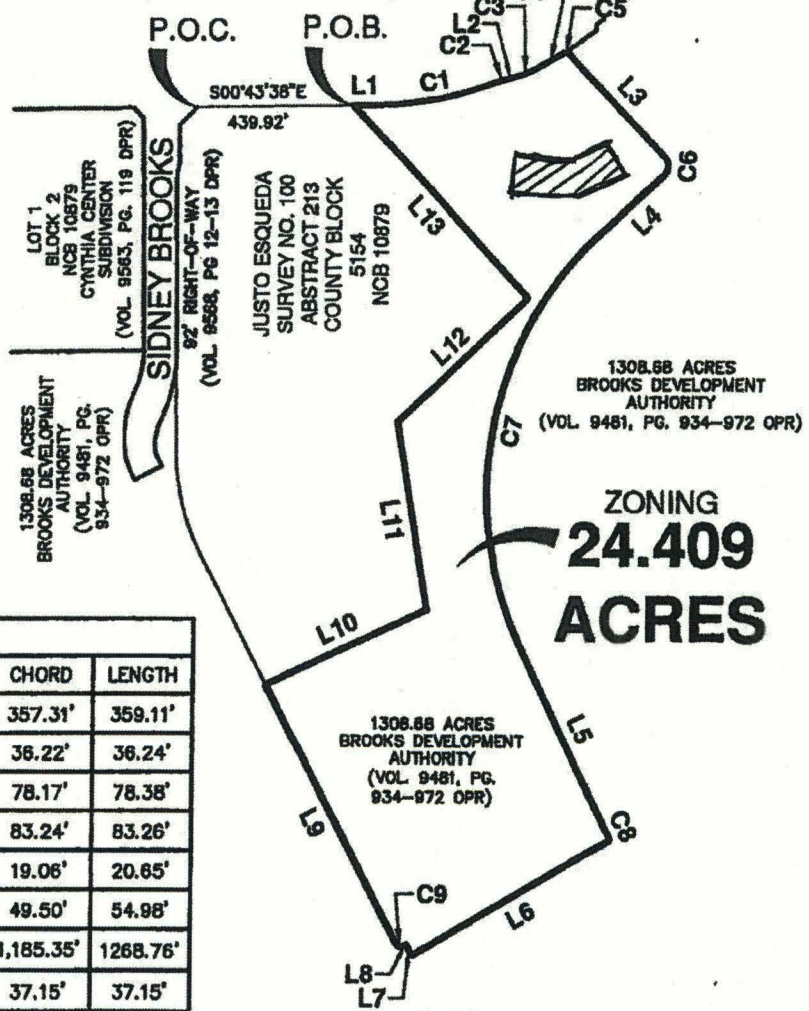 P.O.C.
P.O.B.
C3
C5
L2
C2
L1
C1
L3
C6
L4
S00°43'38"E
439.92'
L13
LOT 1
BLOCK 2
NCB 10879
CYNTHIA CENTER
SUBDIVISION
(VOL. 9563, PG. 119 DPR)
SIDNEY BROOKS
92' RIGHT-OF-WAY
(VOL. 9568, PG 12-13 DPR)
JUSTO ESQUEDA
SURVEY NO. 100
ABSTRACT 213
COUNTY BLOCK
5154
NCB 10879
L12
1308.68 ACRES
BROOKS DEVELOPMENT
AUTHORITY
(VOL. 9481, PG. 934-972 OPR)
C7
1308.68 ACRES
BROOKS DEVELOPMENT
AUTHORITY
(VOL. 9481, PG.
934-972 OPR)
L11
ZONING
24.409
ACRES
L10
1308.68 ACRES
BROOKS DEVELOPMENT
AUTHORITY
(VOL. 9481, PG.
934-972 OPR)
L5
L9
C8
C9
L6
L8
L7
CHORD LENGTH
357.31' 359.11'
36.22' 36.24'
78.17' 78.38'
83.24' 83.26'
19.06' 20.65'
49.50' 54.98'
1,185.35' 1268.76'
37.15' 37.15'